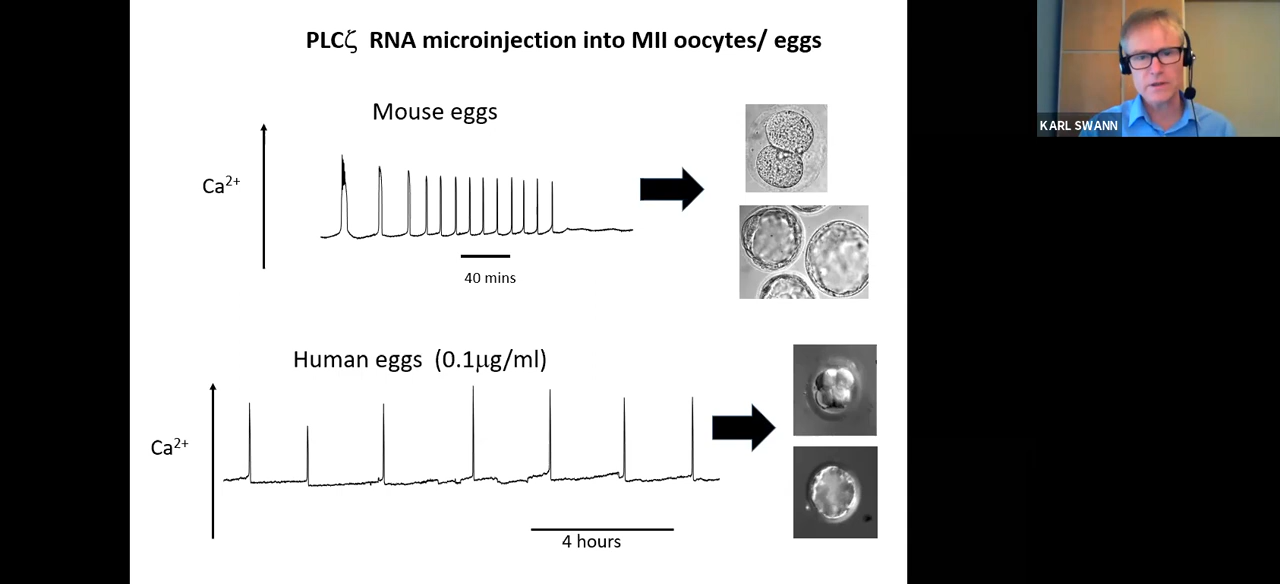 PLCζ RNA microinjection into MII oocytes/ eggs
KARL SWANN
Mouse eggs
Ca²⁺
40 mins
Human eggs (0.1µg/ml)
Ca²⁺
4 hours